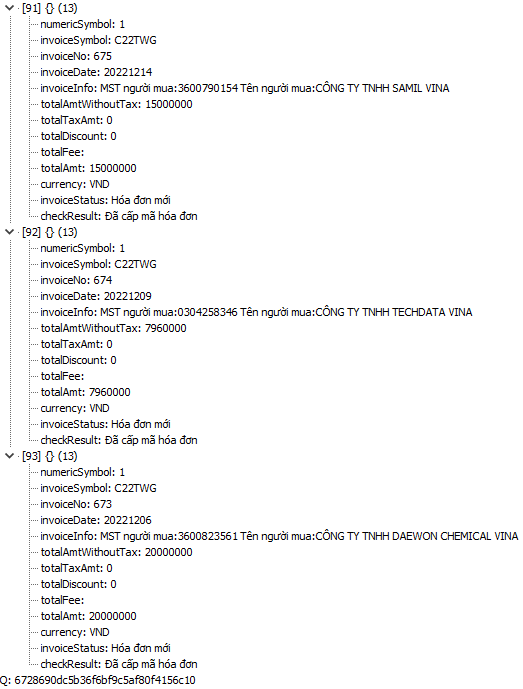 [91] {} (13)
numericSymbol: 1
invoiceSymbol: C22TWG
invoiceNo: 675
invoiceDate: 20221214
invoiceInfo: MST người mua:3600790154 Tên người mua:CÔNG TY TNHH SAMIL VINA
totalAmtWithoutTax: 15000000
totalTaxAmt: 0
totalDiscount: 0
totalFee:
totalAmt: 15000000
currency: VND
invoiceStatus: Hóa đơn mới
checkResult: Đã cấp mã hóa đơn
[92] {} (13)
numericSymbol: 1
invoiceSymbol: C22TWG
invoiceNo: 674
invoiceDate: 20221209
invoiceInfo: MST người mua:0304258346 Tên người mua:CÔNG TY TNHH TECHDATA VINA
totalAmtWithoutTax: 7960000
totalTaxAmt: 0
totalDiscount: 0
totalFee:
totalAmt: 7960000
currency: VND
invoiceStatus: Hóa đơn mới
checkResult: Đã cấp mã hóa đơn
[93] {} (13)
numericSymbol: 1
invoiceSymbol: C22TWG
invoiceNo: 673
invoiceDate: 20221206
invoiceInfo: MST người mua:3600823561 Tên người mua:CÔNG TY TNHH DAEWON CHEMICAL VINA
totalAmtWithoutTax: 20000000
totalTaxAmt: 0
totalDiscount: 0
totalFee:
totalAmt: 20000000
currency: VND
invoiceStatus: Hóa đơn mới
checkResult: Đã cấp mã hóa đơn
Q: 6728690dc5b36f6bf9c5af80f4156c10